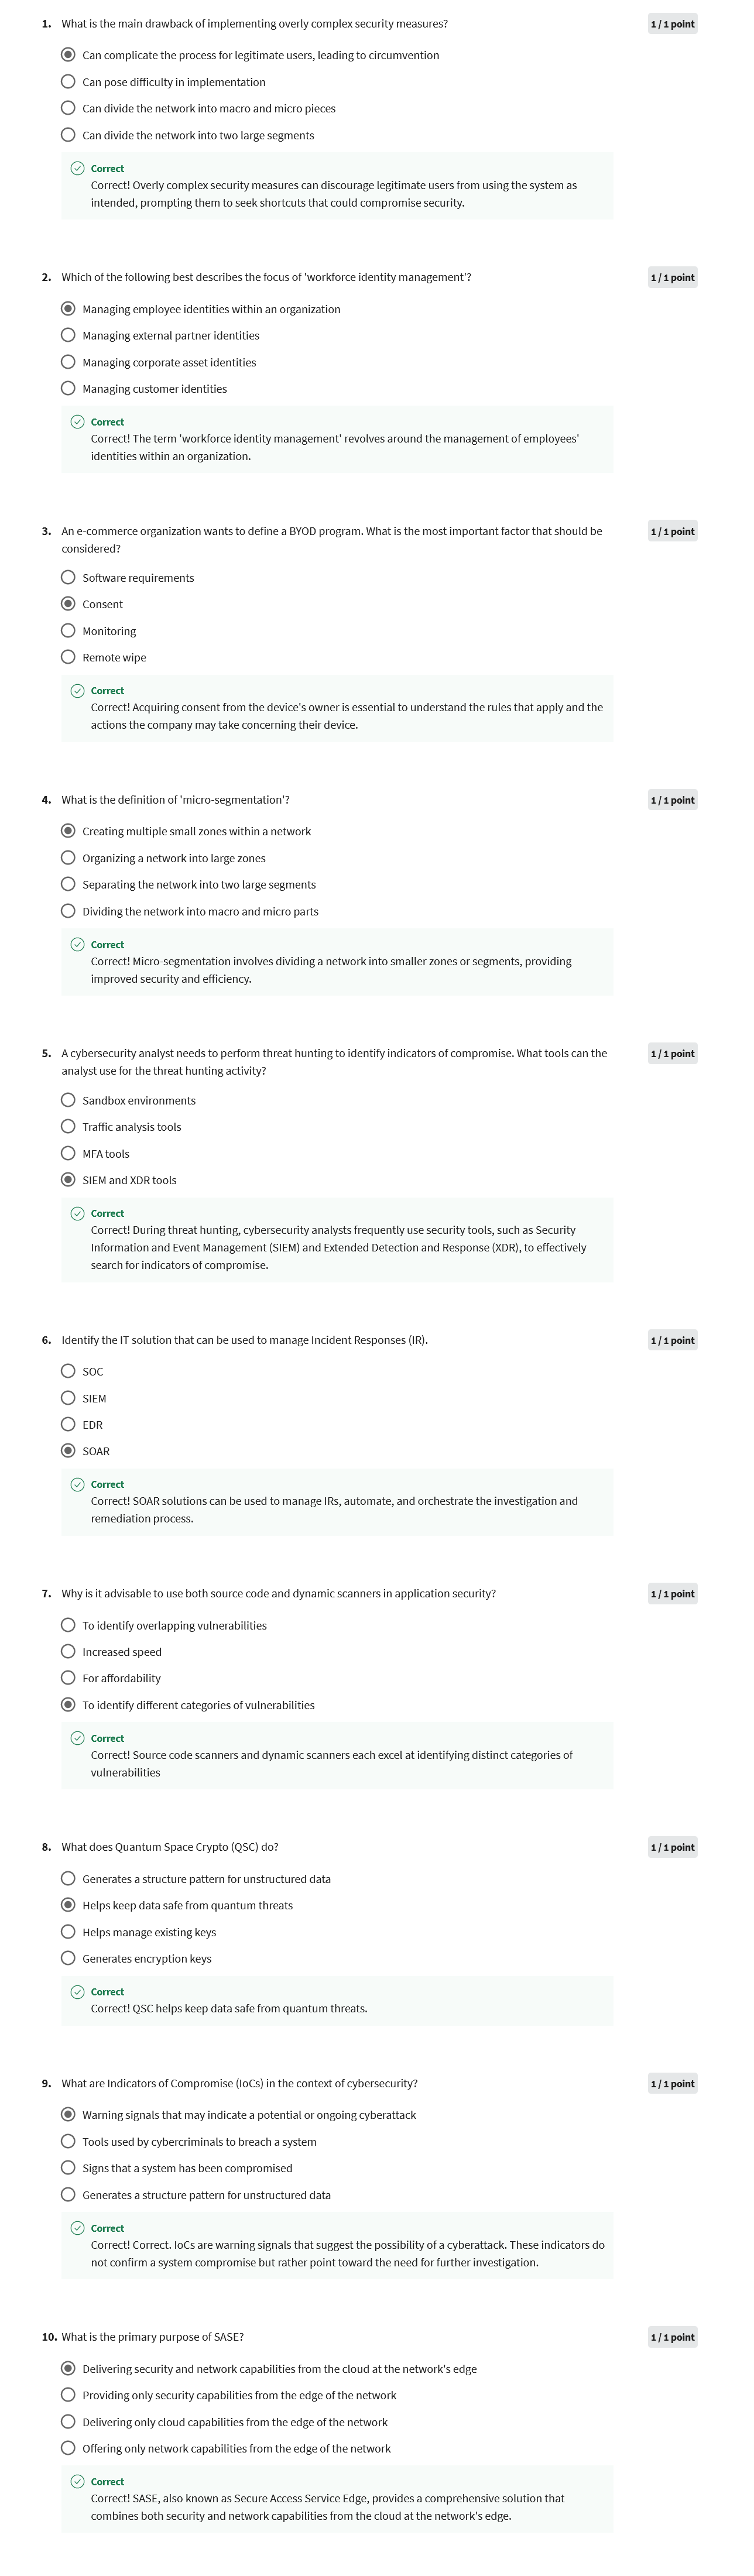 1. What is the main drawback of implementing overly complex security measures?
1 / 1 point
Can complicate the process for legitimate users, leading to circumvention
Can pose difficulty in implementation
Can divide the network into macro and micro pieces
Can divide the network into two large segments
Correct
Correct! Overly complex security measures can discourage legitimate users from using the system as
intended, prompting them to seek shortcuts that could compromise security.
2. Which of the following best describes the focus of 'workforce identity management'?
1 / 1 point
Managing employee identities within an organization
Managing external partner identities
Managing corporate asset identities
Managing customer identities
Correct
Correct! The term 'workforce identity management' revolves around the management of employees'
identities within an organization.
3. An e-commerce organization wants to define a BYOD program. What is the most important factor that should be
considered?
1 / 1 point
Software requirements
Consent
Monitoring
Remote wipe
Correct
Correct! Acquiring consent from the device's owner is essential to understand the rules that apply and the
actions the company may take concerning their device.
4. What is the definition of 'micro-segmentation'?
1 / 1 point
Creating multiple small zones within a network
Organizing a network into large zones
Separating the network into two large segments
Dividing the network into macro and micro parts
Correct
Correct! Micro-segmentation involves dividing a network into smaller zones or segments, providing
improved security and efficiency.
5. A cybersecurity analyst needs to perform threat hunting to identify indicators of compromise. What tools can the
analyst use for the threat hunting activity?
1 / 1 point
Sandbox environments
Traffic analysis tools
MFA tools
SIEM and XDR tools
Correct
Correct! During threat hunting, cybersecurity analysts frequently use security tools, such as Security
Information and Event Management (SIEM) and Extended Detection and Response (XDR), to effectively
search for indicators of compromise.
6. Identify the IT solution that can be used to manage Incident Responses (IR).
1 / 1 point
SOC
SIEM
EDR
SOAR
Correct
Correct! SOAR solutions can be used to manage IRs, automate, and orchestrate the investigation and
remediation process.
7. Why is it advisable to use both source code and dynamic scanners in application security?
1 / 1 point
To identify overlapping vulnerabilities
Increased speed
For affordability
To identify different categories of vulnerabilities
Correct
Correct! Source code scanners and dynamic scanners each excel at identifying distinct categories of
vulnerabilities
8. What does Quantum Space Crypto (QSC) do?
1 / 1 point
Generates a structure pattern for unstructured data
Helps keep data safe from quantum threats
Helps manage existing keys
Generates encryption keys
Correct
Correct! QSC helps keep data safe from quantum threats.
9. What are Indicators of Compromise (IoCs) in the context of cybersecurity?
1 / 1 point
Warning signals that may indicate a potential or ongoing cyberattack
Tools used by cybercriminals to breach a system
Signs that a system has been compromised
Generates a structure pattern for unstructured data
Correct
Correct! Correct. IoCs are warning signals that suggest the possibility of a cyberattack. These indicators do
not confirm a system compromise but rather point toward the need for further investigation.
10. What is the primary purpose of SASE?
1 / 1 point
Delivering security and network capabilities from the cloud at the network's edge
Providing only security capabilities from the edge of the network
Delivering only cloud capabilities from the edge of the network
Offering only network capabilities from the edge of the network
Correct
Correct! SASE, also known as Secure Access Service Edge, provides a comprehensive solution that
combines both security and network capabilities from the cloud at the network's edge.